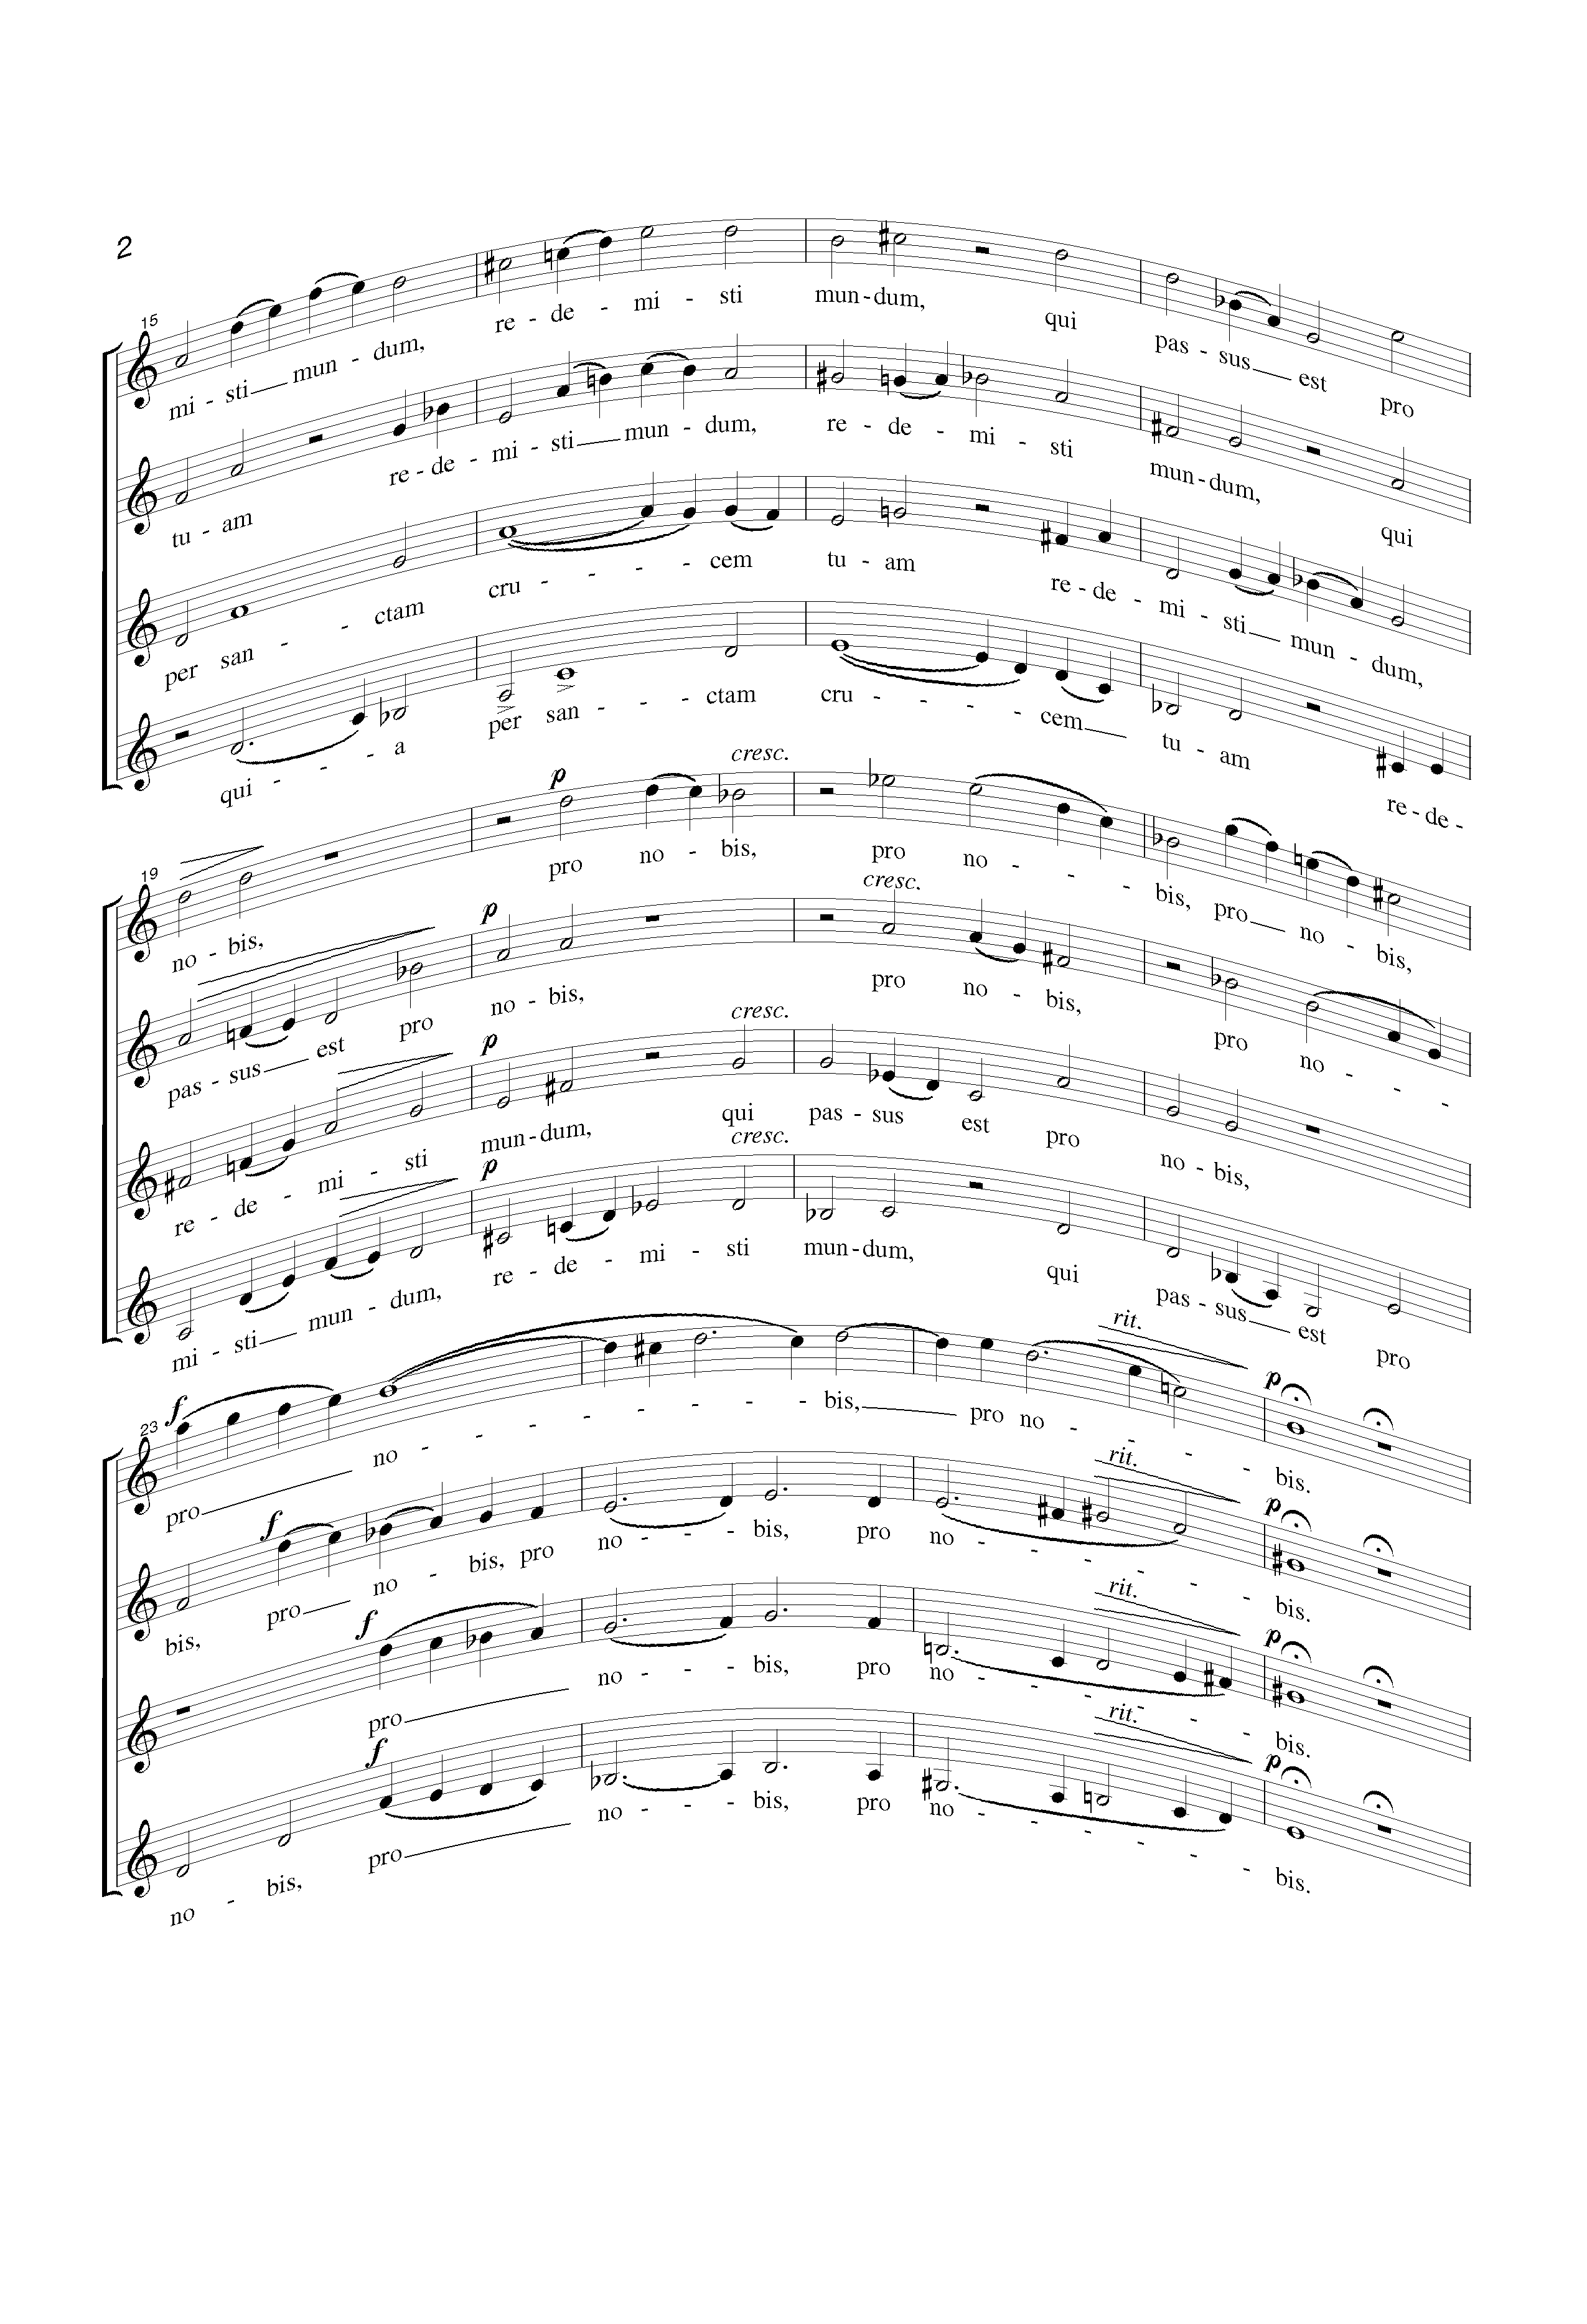 2
15
mi - sti mun - dum, re - de - mi - sti mun - dum, qui pas - sus est pro
tu - am re - de - mi - sti mun - dum, re - de - mi - sti mun - dum, qui
per san - - ctam cru - - - - cem tu - am re - de - mi - sti mun - dum,
qui - - - a per san - - - ctam cru - - - - cem tu - am re - de -
p cresc.
19
no - bis, pro no - bis, pro no - - - - bis, pro no - bis,
p cresc.
pas - sus est pro no - bis, pro no - bis, pro no - - -
p cresc.
re - de - mi - sti mun - dum, qui pas - sus est pro no - bis,
p cresc.
mi - sti mun - dum, re - de - mi - sti mun - dum, qui pas - sus est pro
f rit. p
23
pro no - - - - - - - - bis, pro no - - - - bis.
f rit. p
bis, pro no - bis, pro no - - - bis, pro no - - - - - - bis.
f rit. p
pro no - - - bis, pro no - - - - - - bis.
f rit. p
no - bis, pro no - - - bis, pro no - - - - - - bis.